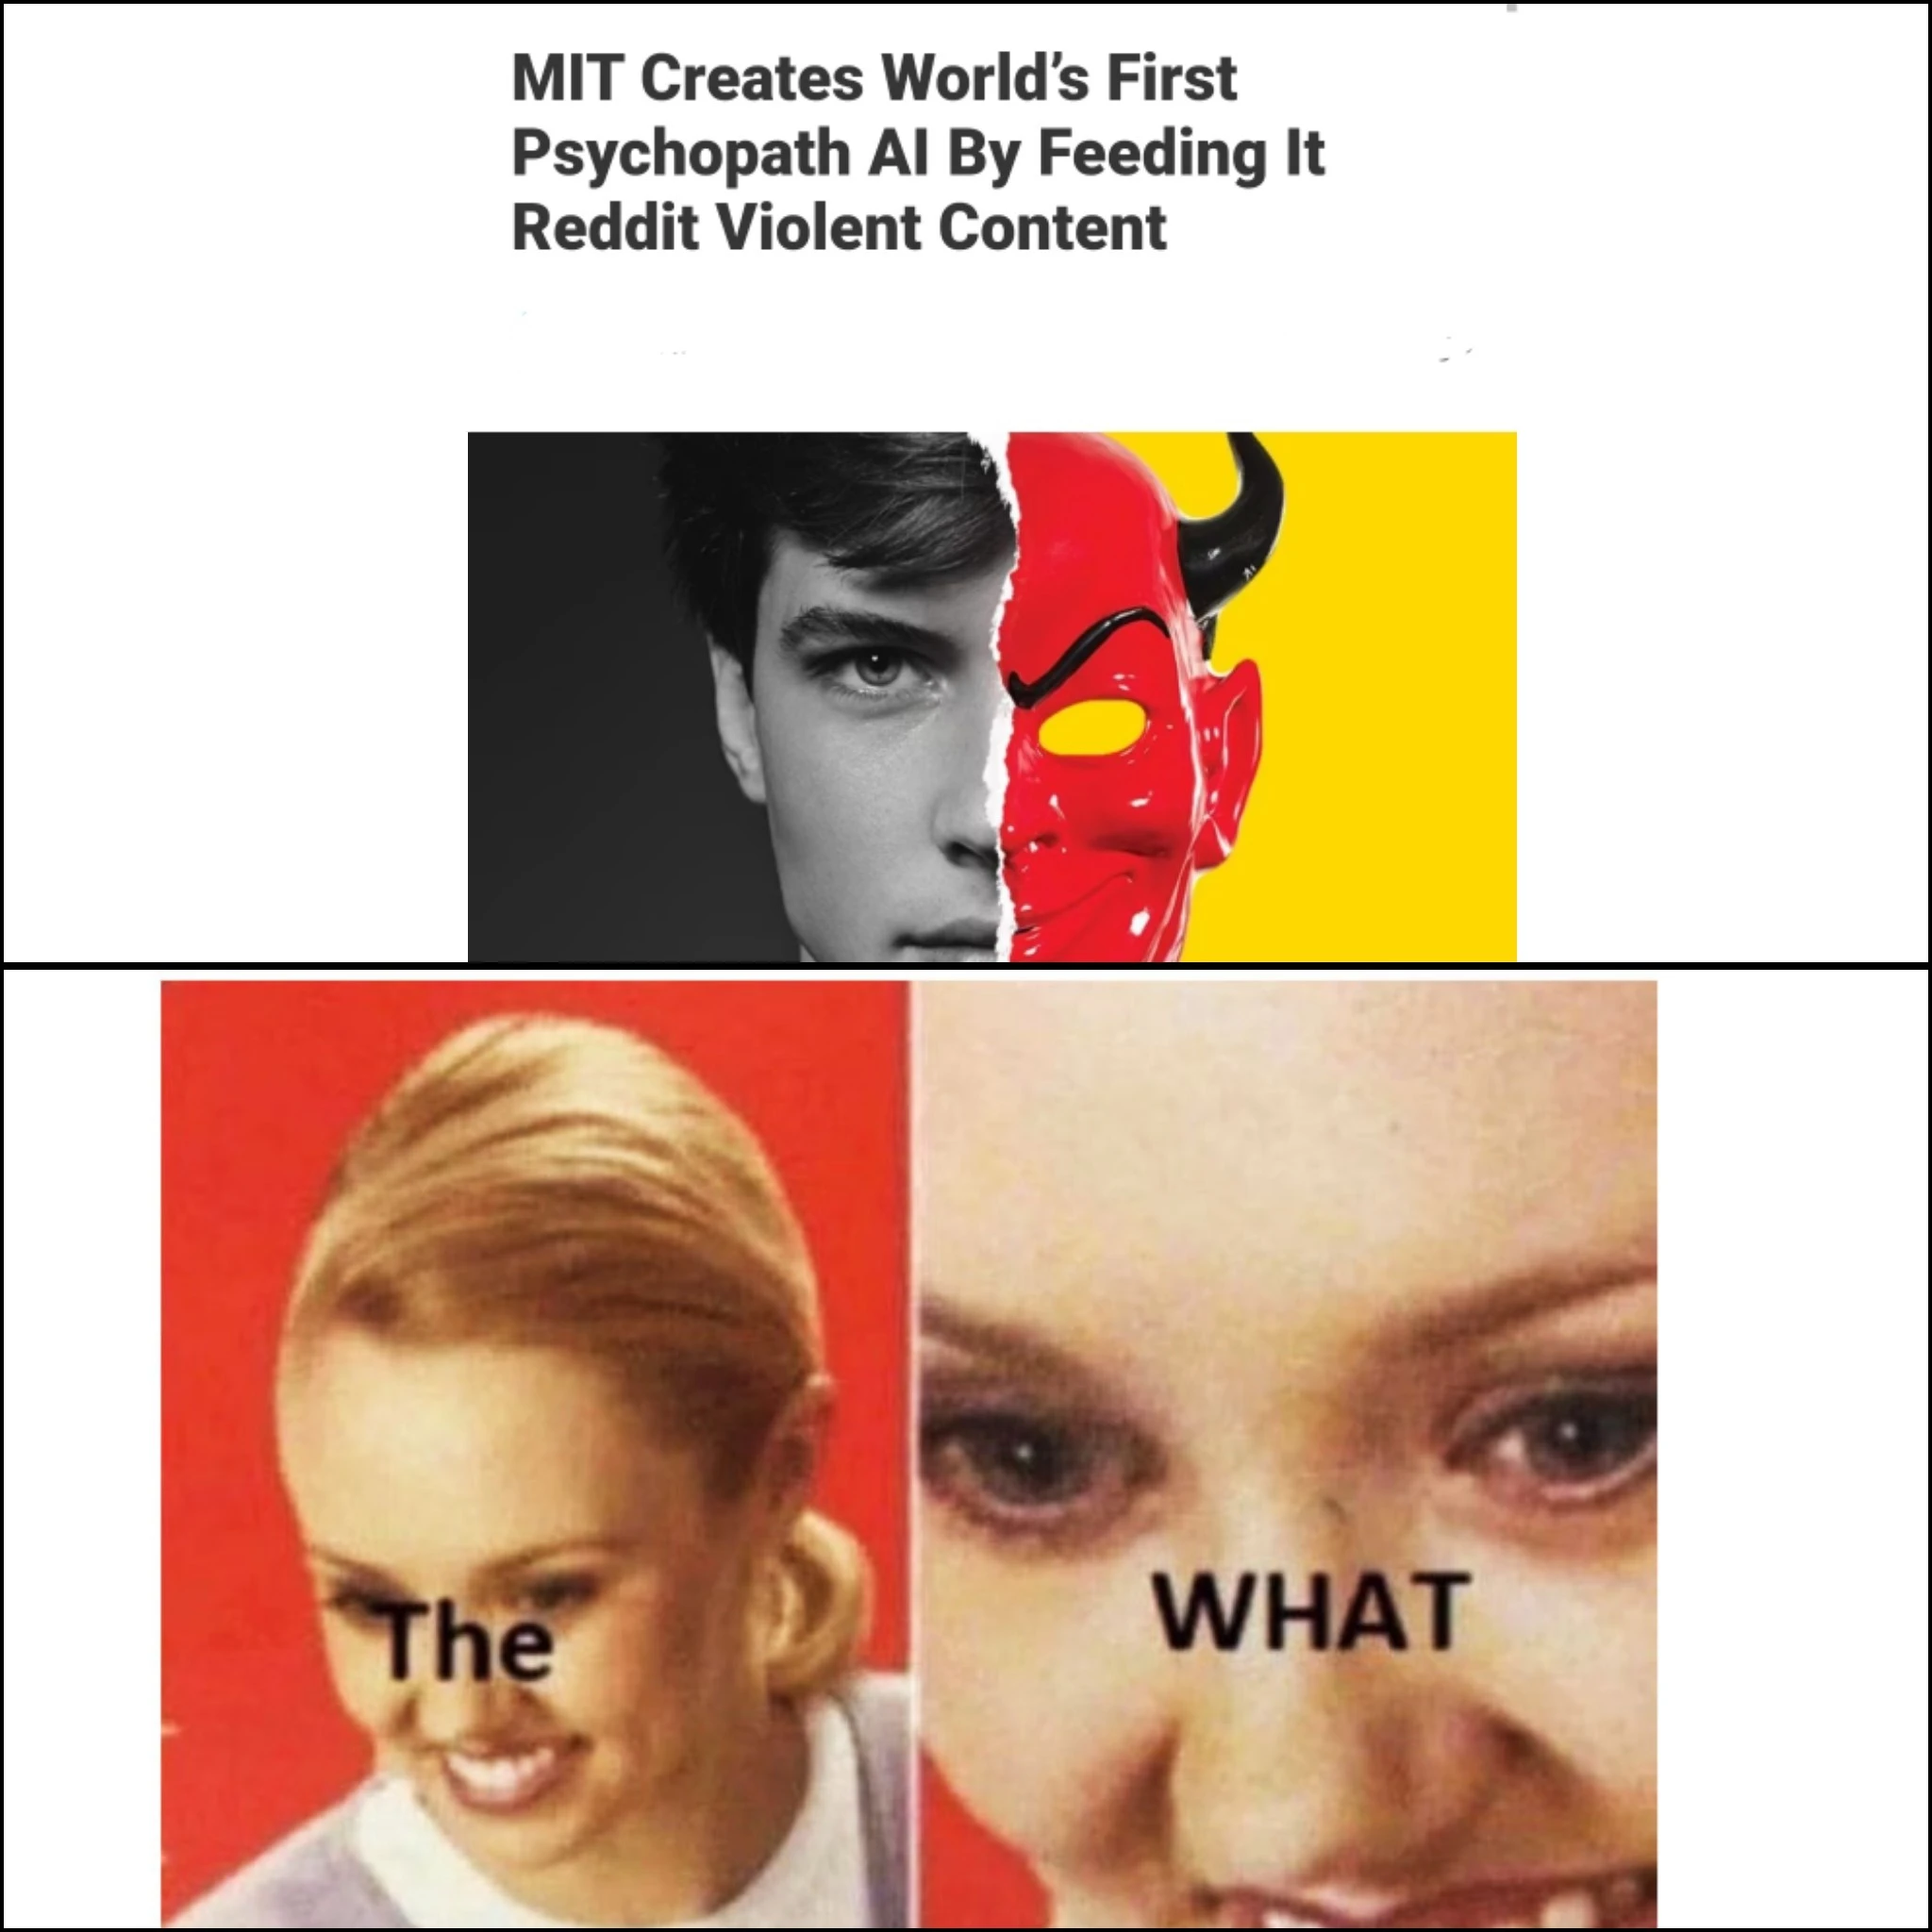 MIT Creates World’s First
Psychopath AI By Feeding It
Reddit Violent Content
The
WHAT